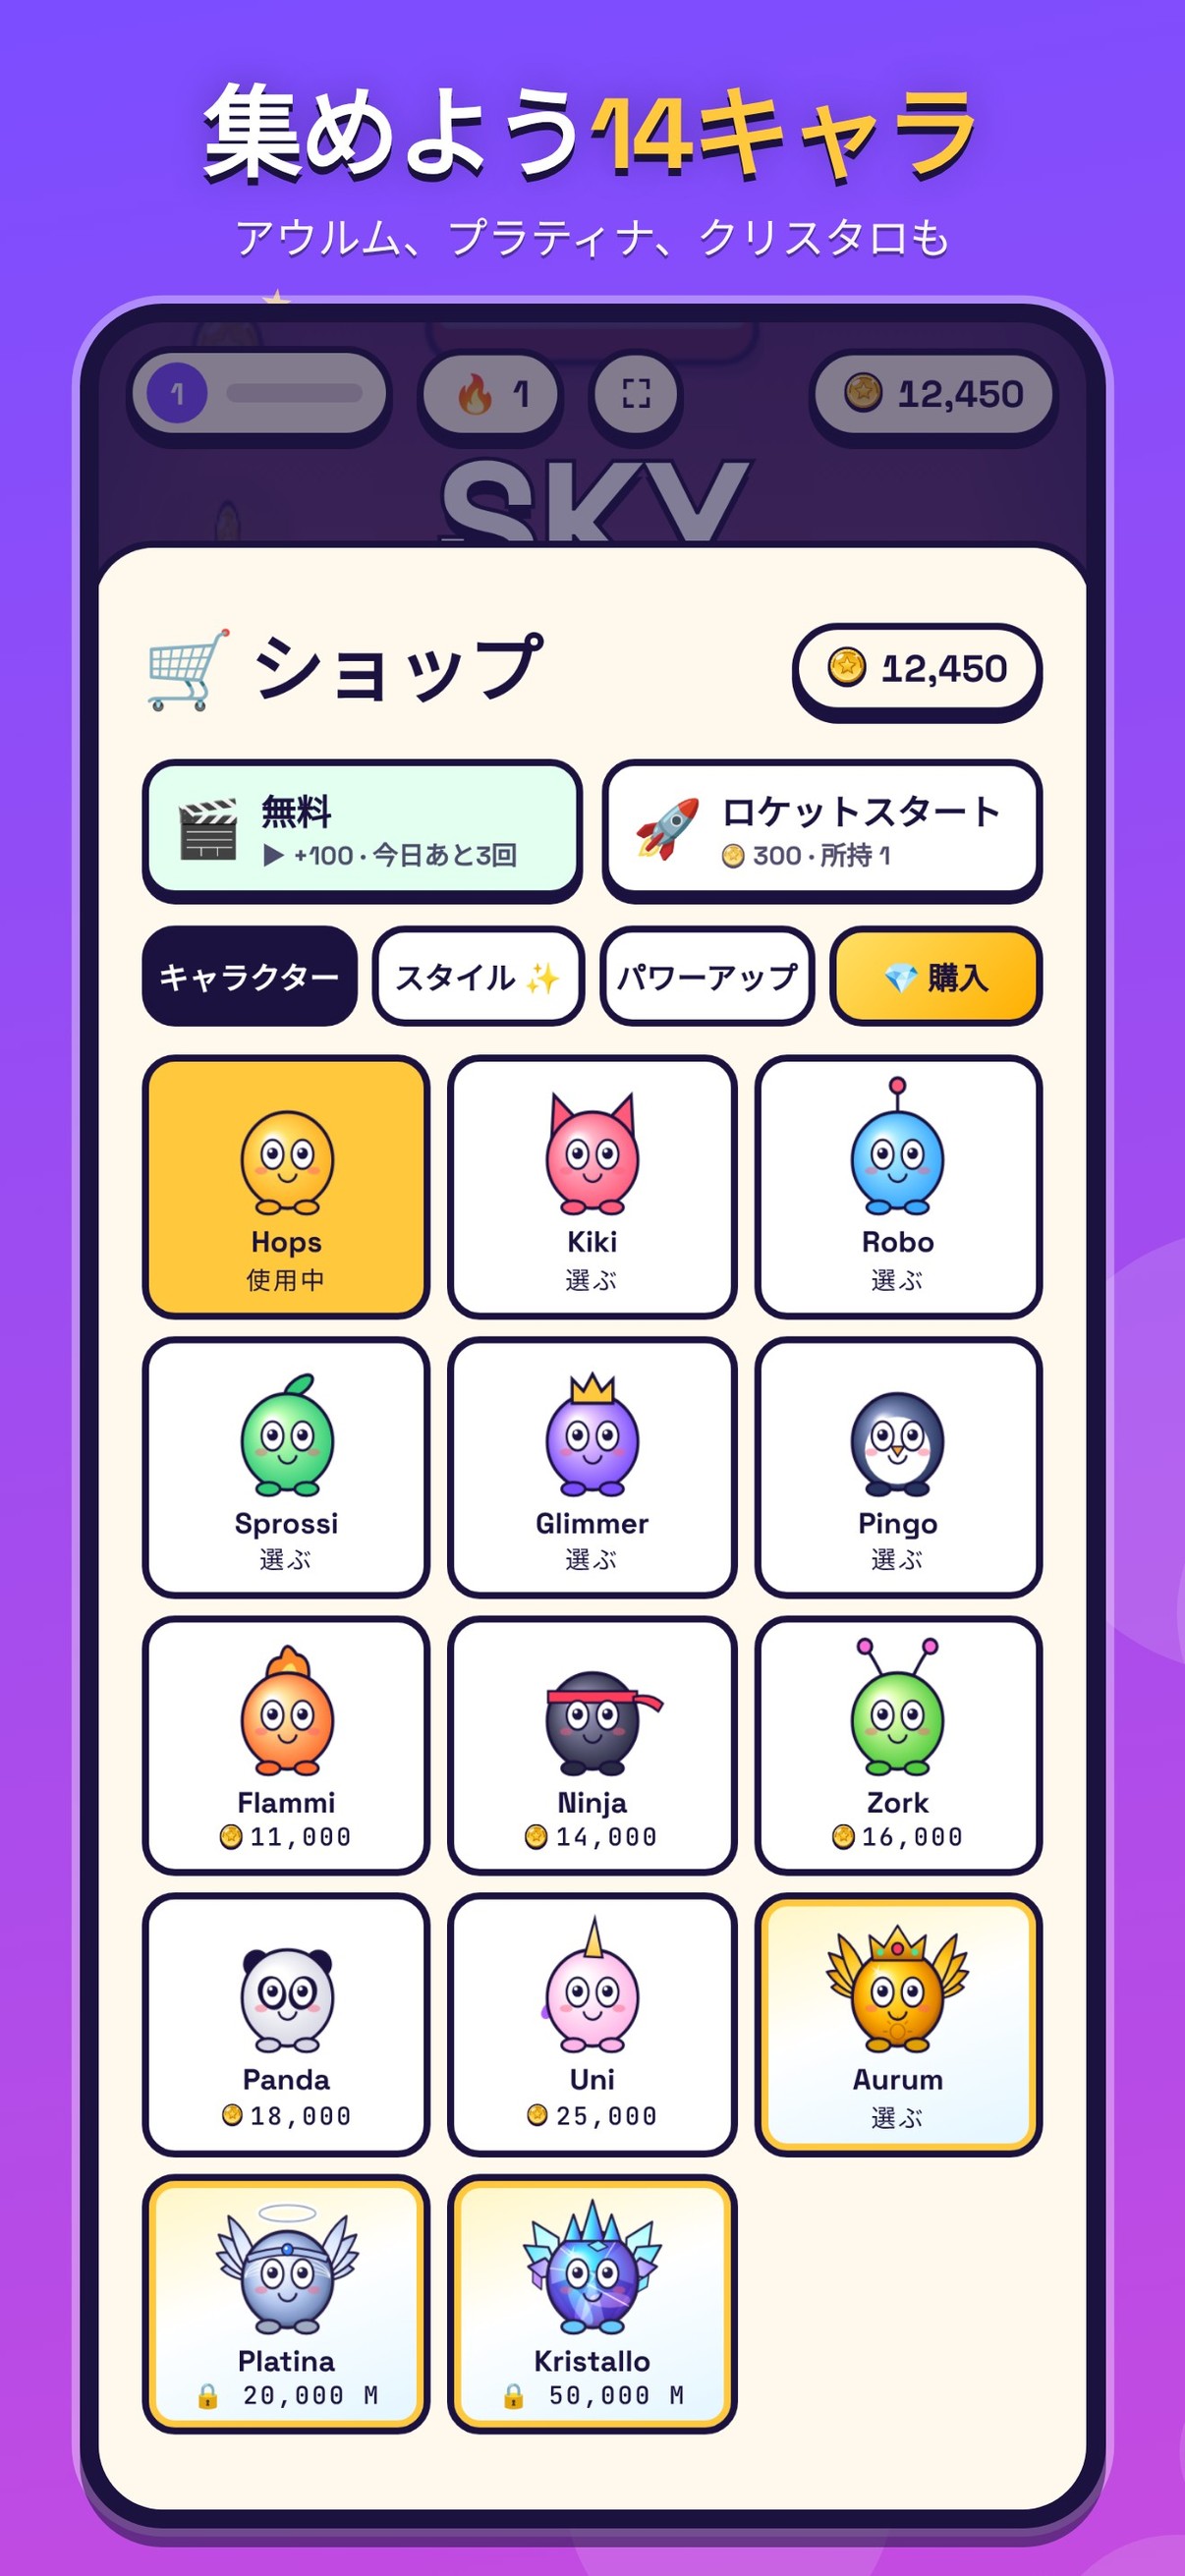 集めよう14キャラ
アウルム、プラティナ、クリスタロも
1
1
12,450
SKY
ショップ
12,450
無料
▶ +100 · 今日あと3回
ロケットスタート
300 · 所持 1
キャラクター
スタイル
パワーアップ
購入
Hops
使用中
Kiki
選ぶ
Robo
選ぶ
Sprossi
選ぶ
Glimmer
選ぶ
Pingo
選ぶ
Flammi
11,000
Ninja
14,000
Zork
16,000
Panda
18,000
Uni
25,000
Aurum
選ぶ
Platina
20,000 M
Kristallo
50,000 M